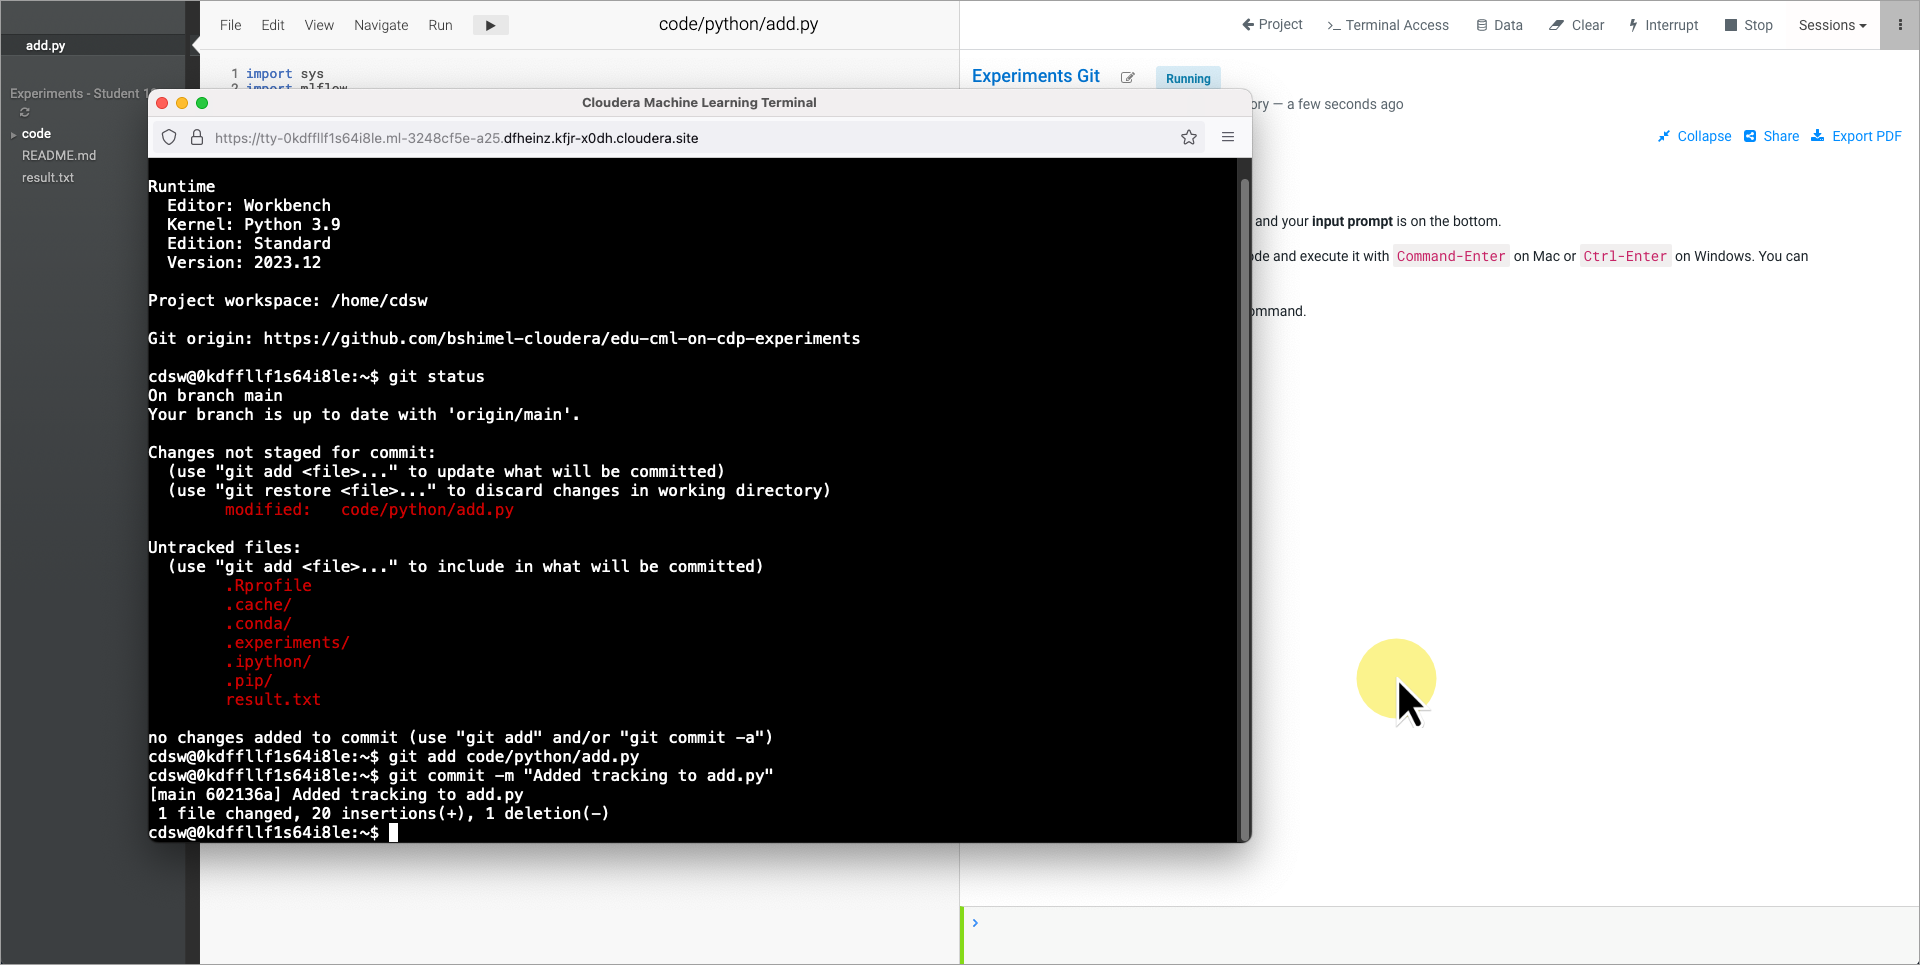 File Edit View Navigate Run
code/python/add.py
Project Terminal Access Data Clear Interrupt Stop Sessions
add.py
Experiments - Student
code
README.md
result.txt
1 import sys
2 import mlflow
Experiments Git Running
a few seconds ago
Collapse Share Export PDF
and your input prompt is on the bottom.
and execute it with Command-Enter on Mac or Ctrl-Enter on Windows. You can
Cloudera Machine Learning Terminal
https://tty-0kdffllf1s64i8le.ml-3248cf5e-a25.dfheinz.kfjr-x0dh.cloudera.site
Runtime
Editor: Workbench
Kernel: Python 3.9
Edition: Standard
Version: 2023.12
Project workspace: /home/cdsw
Git origin: https://github.com/bshimel-cloudera/edu-cml-on-cdp-experiments
cdsw@0kdffllf1s64i8le:~$ git status
On branch main
Your branch is up to date with 'origin/main'.
Changes not staged for commit:
(use "git add <file>..." to update what will be committed)
(use "git restore <file>..." to discard changes in working directory)
modified: code/python/add.py
Untracked files:
(use "git add <file>..." to include in what will be committed)
.Rprofile
.cache/
.conda/
.experiments/
.ipython/
.pip/
result.txt
no changes added to commit (use "git add" and/or "git commit -a")
cdsw@0kdffllf1s64i8le:~$ git add code/python/add.py
cdsw@0kdffllf1s64i8le:~$ git commit -m "Added tracking to add.py"
[main 602136a] Added tracking to add.py
1 file changed, 20 insertions(+), 1 deletion(-)
cdsw@0kdffllf1s64i8le:~$